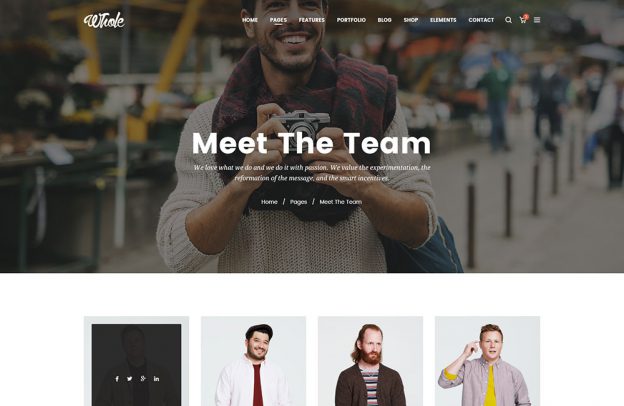 Whole
HOME PAGES FEATURES PORTFOLIO BLOG SHOP ELEMENTS CONTACT
Meet The Team
We love what we do and we do it with passion. We value the experimentation, the
reformation of the message, and the smart incentives.
Home / Pages / Meet The Team